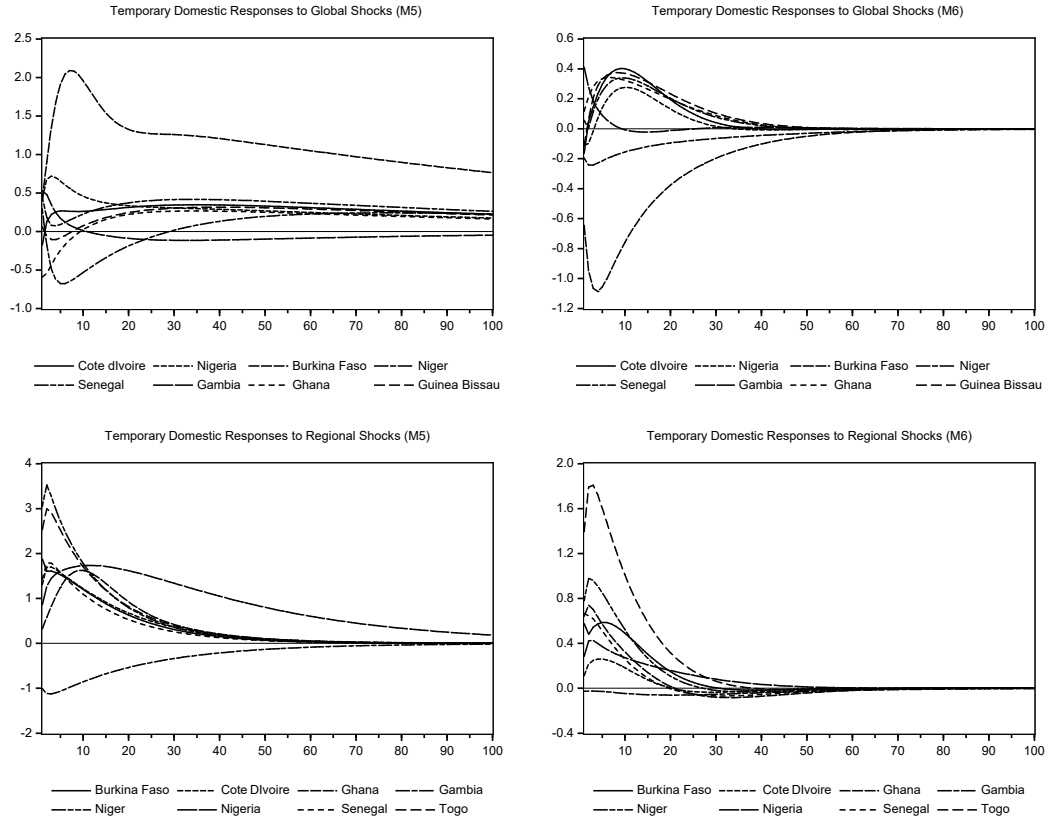 Temporary Domestic Responses to Global Shocks (M5)
2.5
2.0
1.5
1.0
0.5
0.0
-0.5
-1.0
10 20 30 40 50 60 70 80 90 100
Cote dIvoire Nigeria Burkina Faso Niger
Senegal Gambia Ghana Guinea Bissau
Temporary Domestic Responses to Global Shocks (M6)
0.6
0.4
0.2
0.0
-0.2
-0.4
-0.6
-0.8
-1.0
-1.2
10 20 30 40 50 60 70 80 90 100
Cote dIvoire Nigeria Burkina Faso Niger
Senegal Gambia Ghana Guinea Bissau
Temporary Domestic Responses to Regional Shocks (M5)
4
3
2
1
0
-1
-2
10 20 30 40 50 60 70 80 90 100
Burkina Faso Cote DIvoire Ghana Gambia
Niger Nigeria Senegal Togo
Temporary Domestic Responses to Regional Shocks (M6)
2.0
1.6
1.2
0.8
0.4
0.0
-0.4
10 20 30 40 50 60 70 80 90 100
Burkina Faso Cote DIvoire Ghana Gambia
Niger Nigeria Senegal Togo